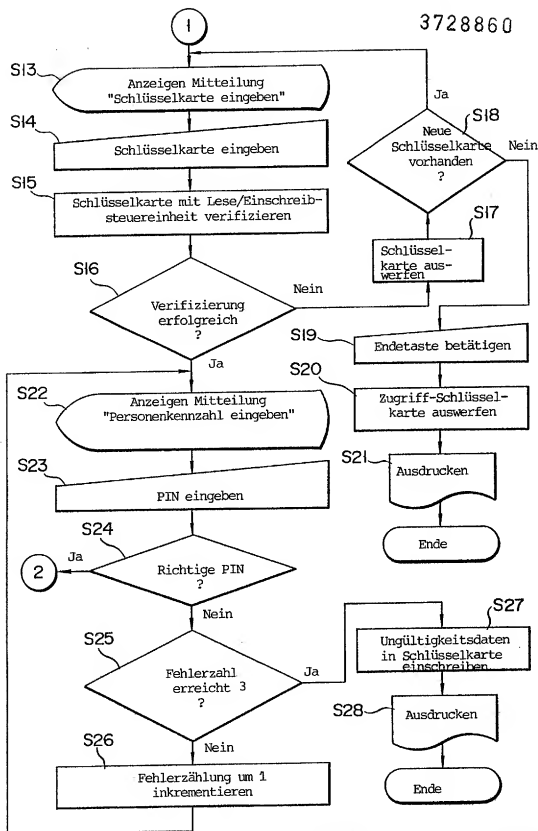 3728860
1
S13
Anzeigen Mitteilung
"Schlüsselkarte eingeben"
S14
Schlüsselkarte eingeben
S15
Schlüsselkarte mit Lese/Einschreib-
steuereinheit verifizieren
S16
Verifizierung
erfolgreich
?
Nein
Ja
S17
Schlüssel-
karte aus-
werfen
S18
Neue
Schlüsselkarte
vorhanden
?
Ja
Nein
S19
Endetaste betätigen
S20
Zugriff-Schlüssel-
karte auswerfen
S21
Ausdrucken
Ende
S22
Anzeigen Mitteilung
"Personenkennzahl eingeben"
S23
PIN eingeben
S24
Richtige PIN
?
Ja
2
Nein
S25
Fehlerzahl
erreicht 3
?
Ja
Nein
S26
Fehlerzählung um 1
inkrementieren
S27
Ungültigkeitsdaten
in Schlüsselkarte
einschreiben
S28
Ausdrucken
Ende